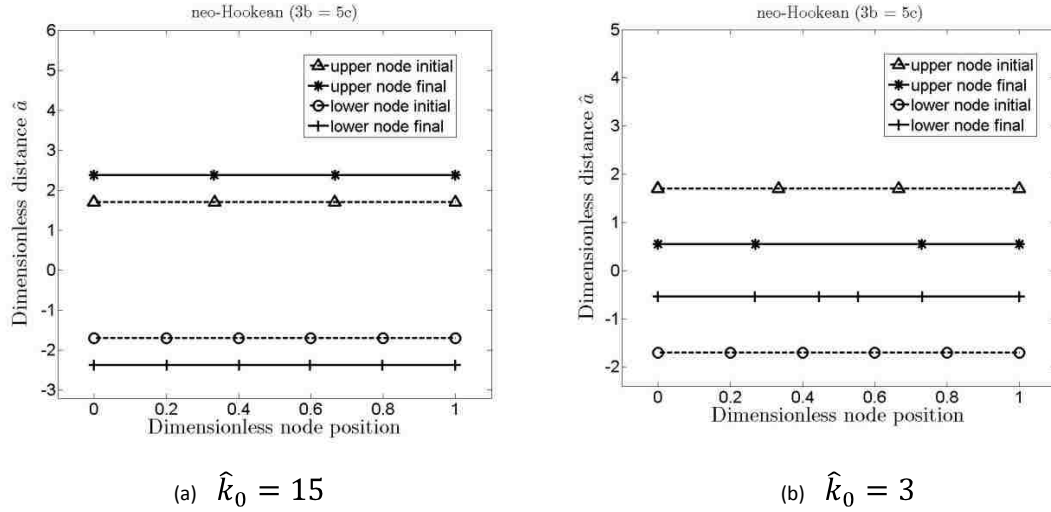 neo-Hookean (3b = 5c)
6
5
4
3
2
1
0
-1
-2
-3
Dimensionless distance â
upper node initial
upper node final
lower node initial
lower node final
0 0.2 0.4 0.6 0.8 1
Dimensionless node position
(a) k̂₀ = 15
neo-Hookean (3b = 5c)
5
4
3
2
1
0
-1
-2
Dimensionless distance â
upper node initial
upper node final
lower node initial
lower node final
0 0.2 0.4 0.6 0.8 1
Dimensionless node position
(b) k̂₀ = 3